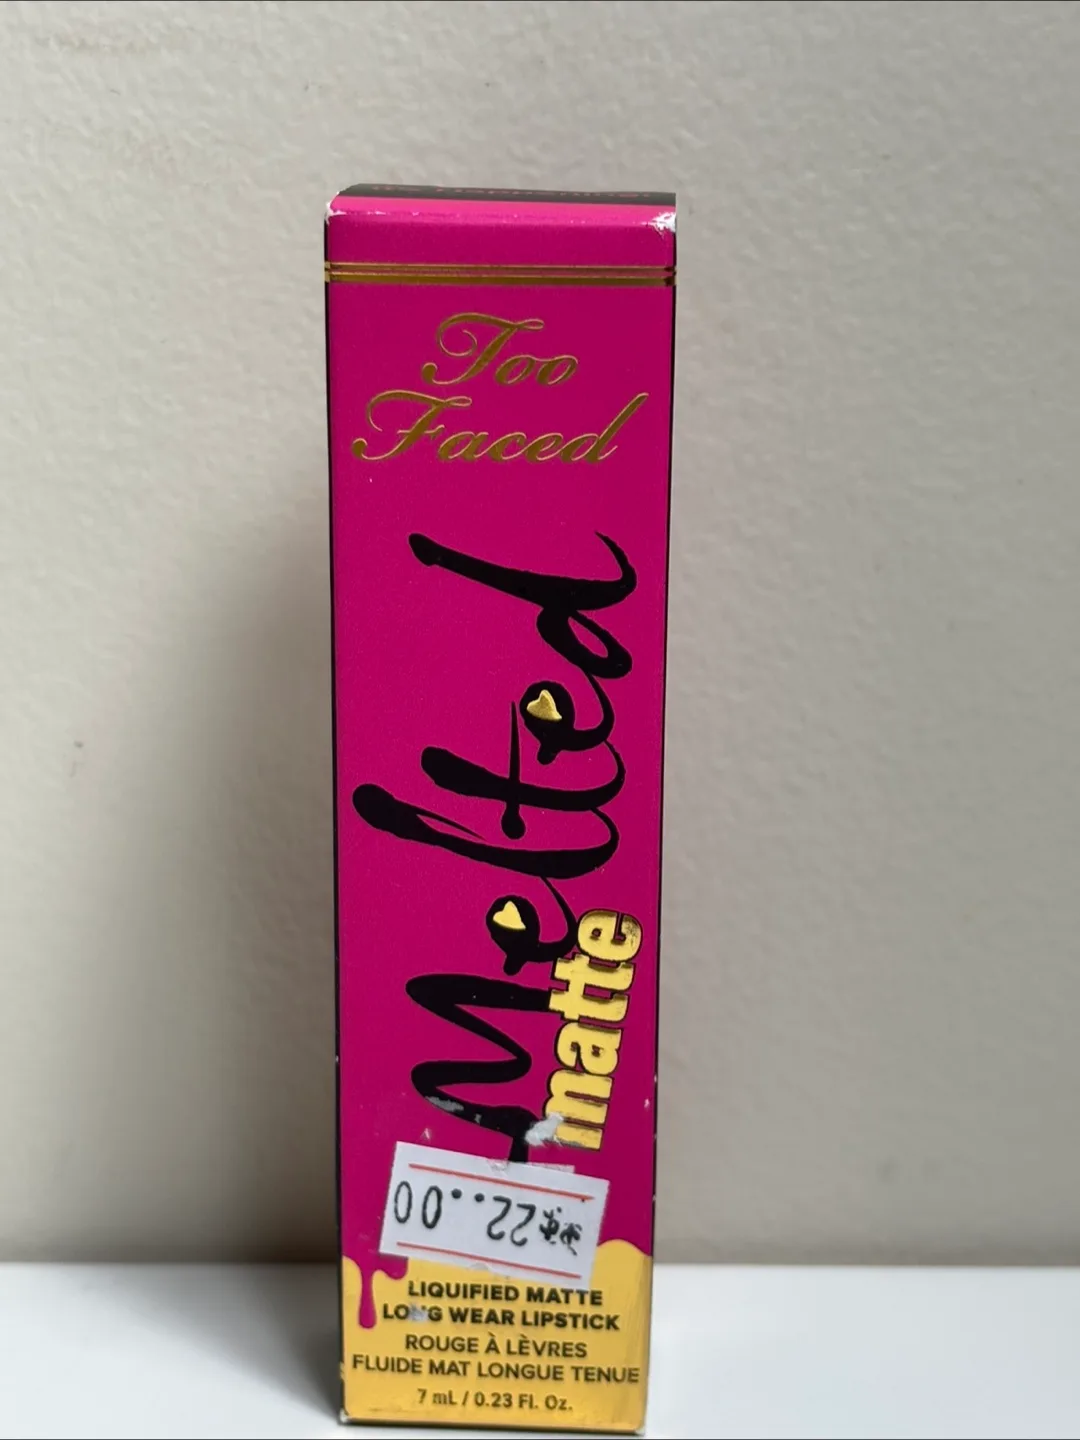 Too
Faced
Melted
matte
$22.00
LIQUIFIED MATTE
LONG WEAR LIPSTICK
ROUGE À LÈVRES
FLUIDE MAT LONGUE TENUE
7 mL / 0.23 Fl. Oz.